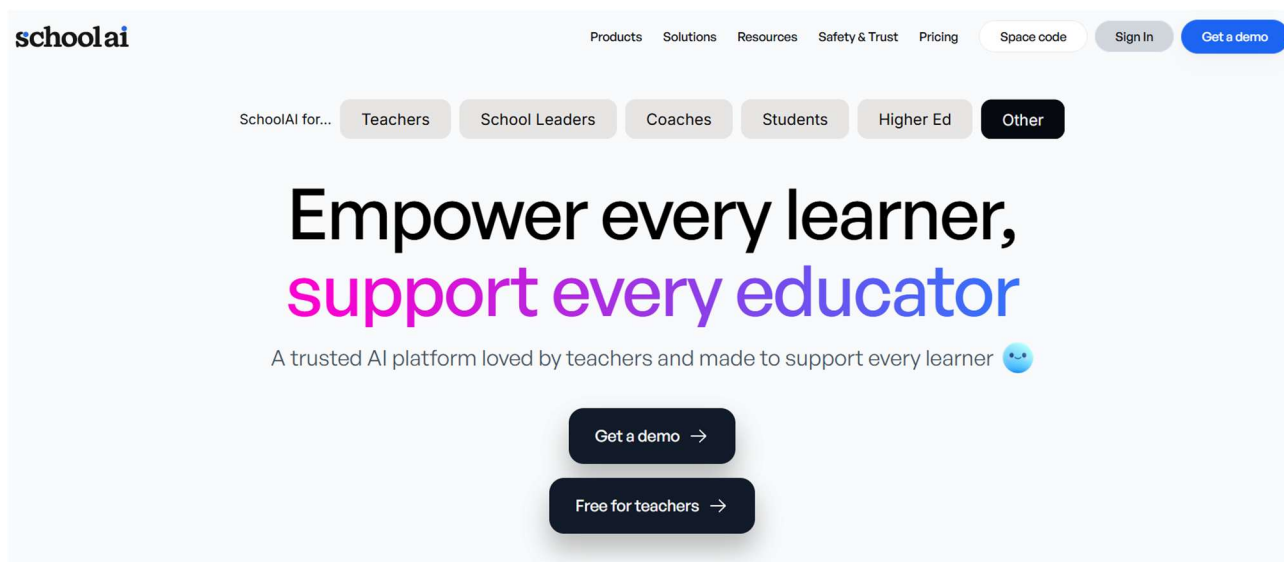 schoolai Products Solutions Resources Safety & Trust Pricing Space code Sign In Get a demo
SchoolAI for... Teachers School Leaders Coaches Students Higher Ed Other
Empower every learner,
support every educator
A trusted AI platform loved by teachers and made to support every learner
Get a demo →
Free for teachers →